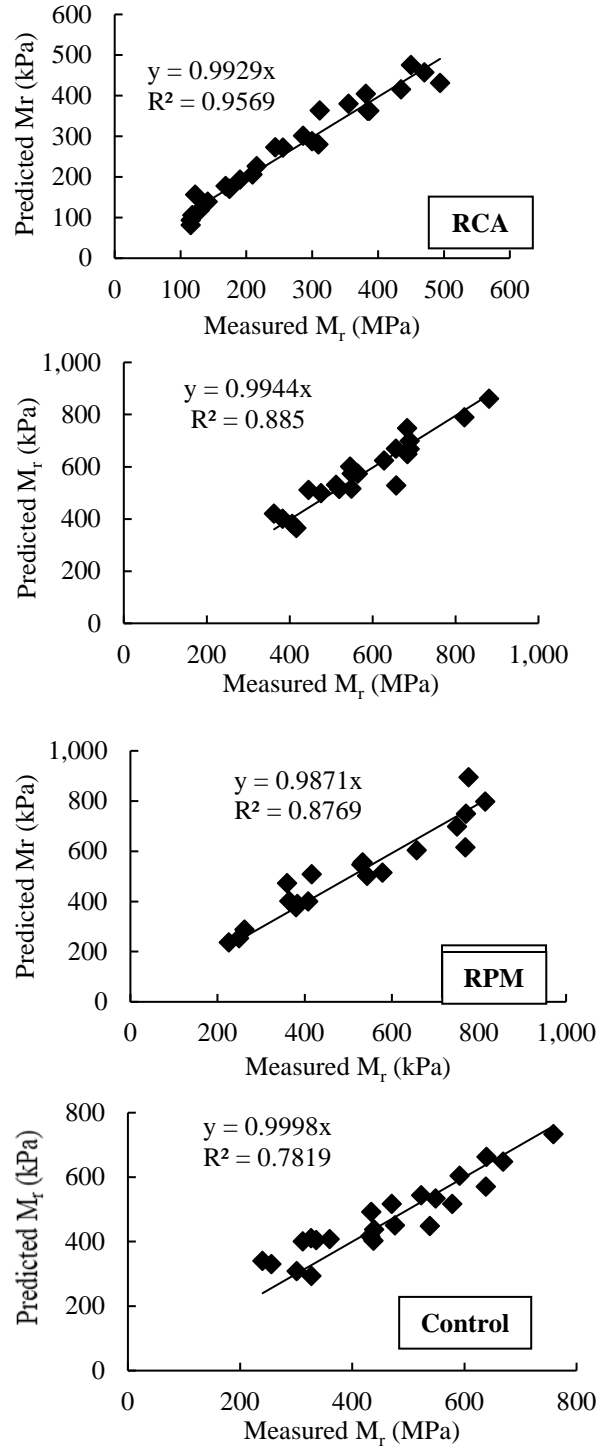 600
500
400
300
200
100
0
Predicted Mr (kPa)
y = 0.9929x
R² = 0.9569
RCA
0 100 200 300 400 500 600
Measured Mr (MPa)
1,000
800
600
400
200
0
Predicted Mr (kPa)
y = 0.9944x
R² = 0.885
0 200 400 600 800 1,000
Measured Mr (MPa)
1,000
800
600
400
200
0
Predicted Mr (kPa)
y = 0.9871x
R² = 0.8769
RPM
0 200 400 600 800 1,000
Measured Mr (kPa)
800
600
400
200
0
Predicted Mr (kPa)
y = 0.9998x
R² = 0.7819
Control
0 200 400 600 800
Measured Mr (MPa)